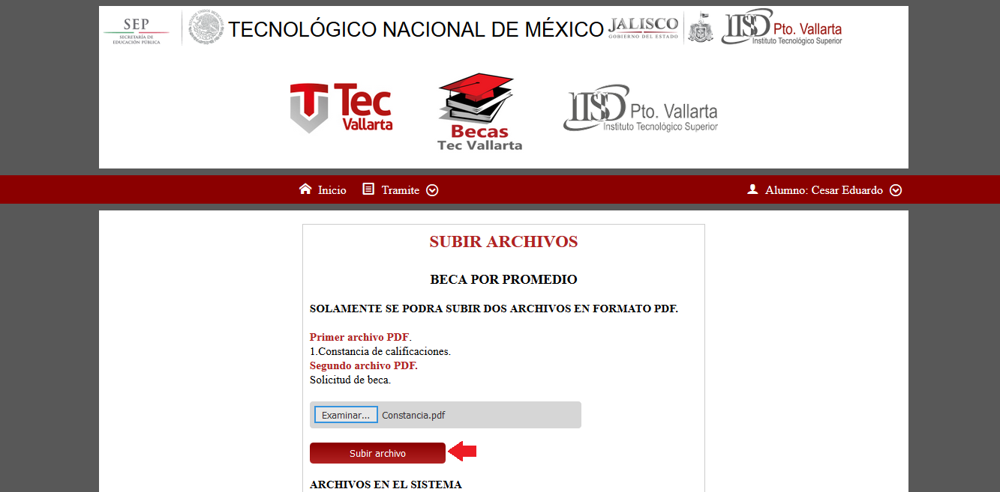 SEP
SECRETARÍA DE
EDUCACIÓN PÚBLICA
TECNOLÓGICO NACIONAL DE MÉXICO
JALISCO
GOBIERNO DEL ESTADO
ITS Pto. Vallarta
Instituto Tecnológico Superior
Tec
Vallarta
Becas
Tec Vallarta
ITS Pto. Vallarta
Instituto Tecnológico Superior
Inicio
Tramite
Alumno: Cesar Eduardo
SUBIR ARCHIVOS
BECA POR PROMEDIO
SOLAMENTE SE PODRA SUBIR DOS ARCHIVOS EN FORMATO PDF.
Primer archivo PDF.
1.Constancia de calificaciones.
Segundo archivo PDF.
Solicitud de beca.
Examinar... Constancia.pdf
Subir archivo
ARCHIVOS EN EL SISTEMA